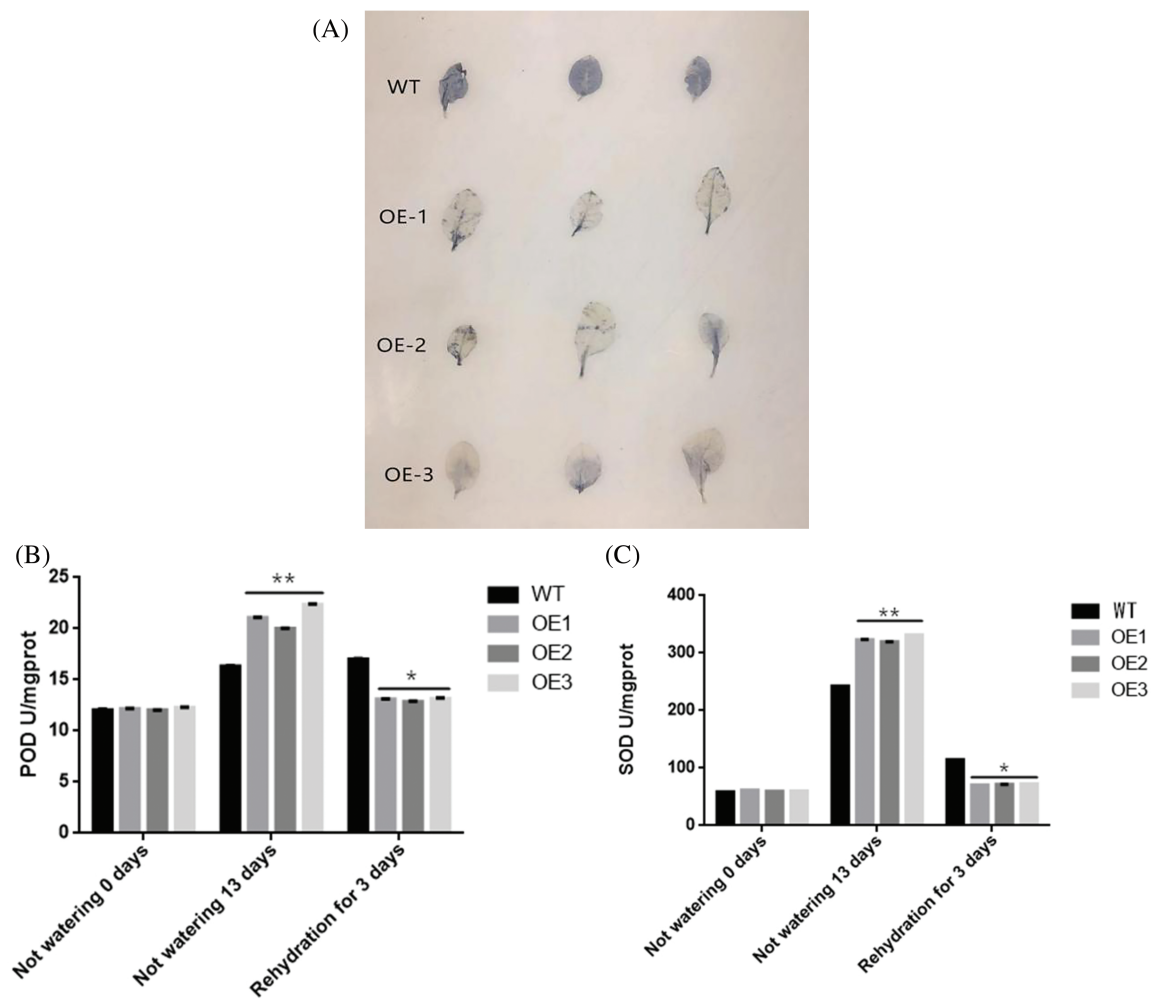 (A)
WT
OE-1
OE-2
OE-3
(B)
25
20
15
10
5
0
POD U/mgprot
**
*
WT
OE1
OE2
OE3
Not watering 0 days
Not watering 13 days
Rehydration for 3 days
(C)
400
300
200
100
0
SOD U/mgprot
**
*
WT
OE1
OE2
OE3
Not watering 0 days
Not watering 13 days
Rehydration for 3 days